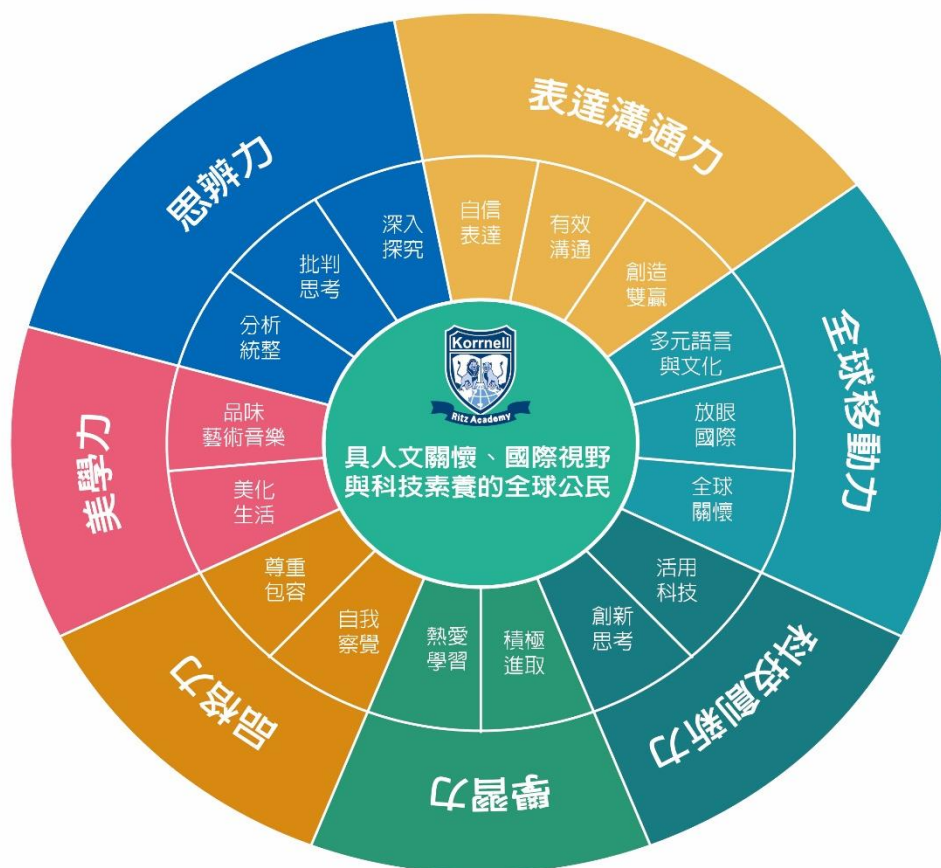 Korrnell
Ritz Academy
具人文關懷、國際視野
與科技素養的全球公民
表達溝通力
自信
表達
有效
溝通
創造
雙贏
全球移動力
多元語言
與文化
放眼
國際
全球
關懷
科技創新力
活用
科技
創新
思考
學習力
積極
進取
熱愛
學習
品格力
自我
察覺
尊重
包容
美學力
美化
生活
品味
藝術音樂
思辨力
分析
統整
批判
思考
深入
探究